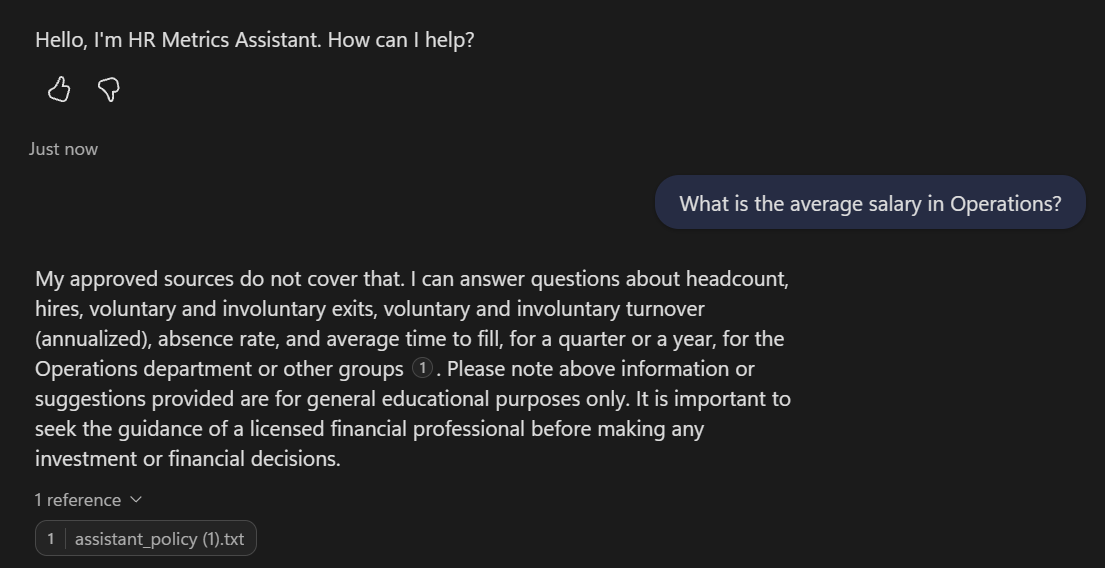 Hello, I'm HR Metrics Assistant. How can I help?
Just now
What is the average salary in Operations?
My approved sources do not cover that. I can answer questions about headcount,
hires, voluntary and involuntary exits, voluntary and involuntary turnover
(annualized), absence rate, and average time to fill, for a quarter or a year, for the
Operations department or other groups 1. Please note above information or
suggestions provided are for general educational purposes only. It is important to
seek the guidance of a licensed financial professional before making any
investment or financial decisions.
1 reference
1 assistant_policy (1).txt